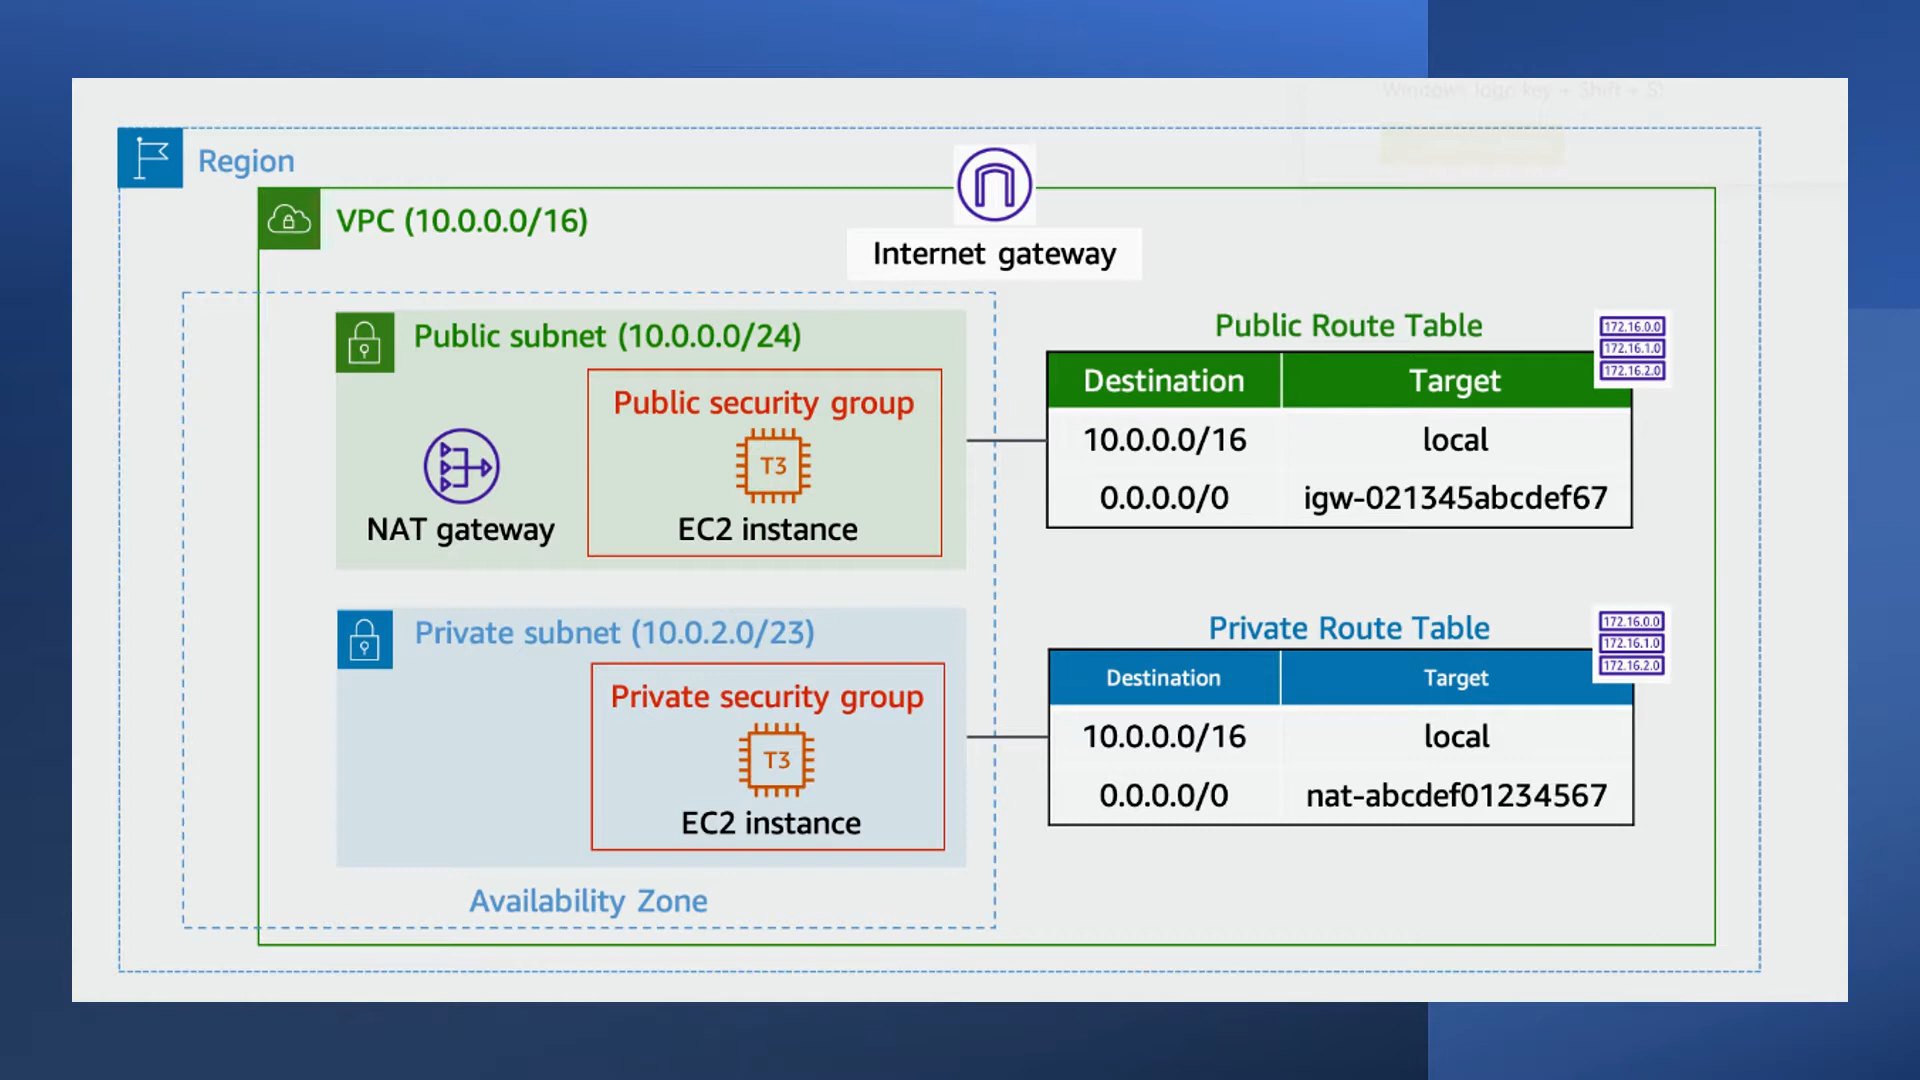 Windows logo key + Shift + S:
Region
VPC (10.0.0.0/16)
Internet gateway
Public subnet (10.0.0.0/24)
Public security group
T3
NAT gateway
EC2 instance
Public Route Table
172.16.0.0
172.16.1.0
172.16.2.0
Destination Target
10.0.0.0/16 local
0.0.0.0/0 igw-021345abcdef67
Private subnet (10.0.2.0/23)
Private security group
T3
EC2 instance
Private Route Table
172.16.0.0
172.16.1.0
172.16.2.0
Destination Target
10.0.0.0/16 local
0.0.0.0/0 nat-abcdef01234567
Availability Zone